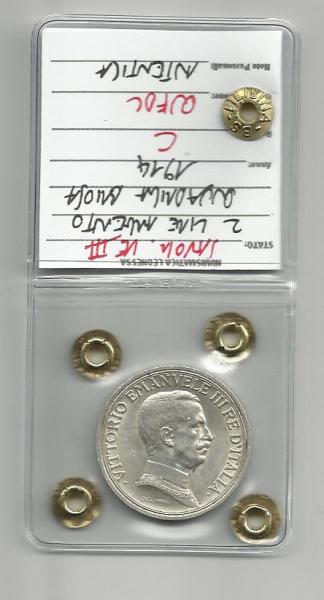 NUMISMATICA LEONESSA
STATO: SAVOIA VE III
2 LIRE ARGENTO
QUADRIGA BRIOSA
Anno: 1914
C
QFDC
Note Personali: AUTENTICA
VITTORIO EMANVELE III RE D'ITALIA